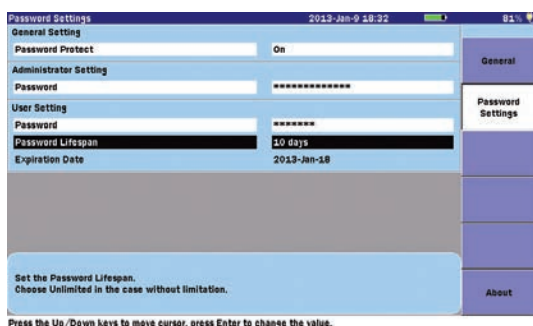 Password Settings 2013-Jan-9 18:32 81%
General Setting
Password Protect On
Administrator Setting
Password *************
User Setting
Password *******
Password Lifespan 10 days
Expiration Date 2013-Jan-18
Set the Password Lifespan.
Choose Unlimited in the case without limitation.
Press the Up/Down keys to move cursor, press Enter to change the value.
General
Password
Settings
About